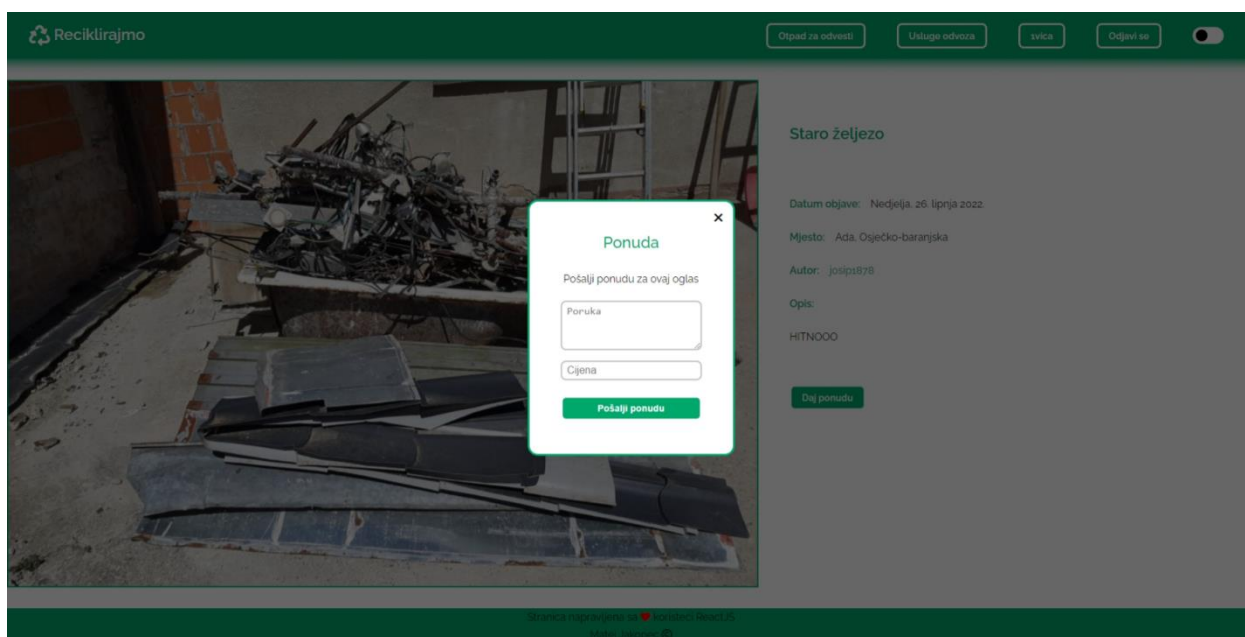 Reciklirajmo
Otpad za odvesti
Usluge odvoza
svica
Odjavi se
Staro željezo
Datum objave: Nedjelja, 26. lipnja 2022.
Mjesto: Ada, Osječko-baranjska
Autor: josip1878
Opis:
HITNOOO
Daj ponudu
×
Ponuda
Pošalji ponudu za ovaj oglas
Poruka
Cijena
Pošalji ponudu
Stranica napravljena sa ❤ koristeći ReactJS